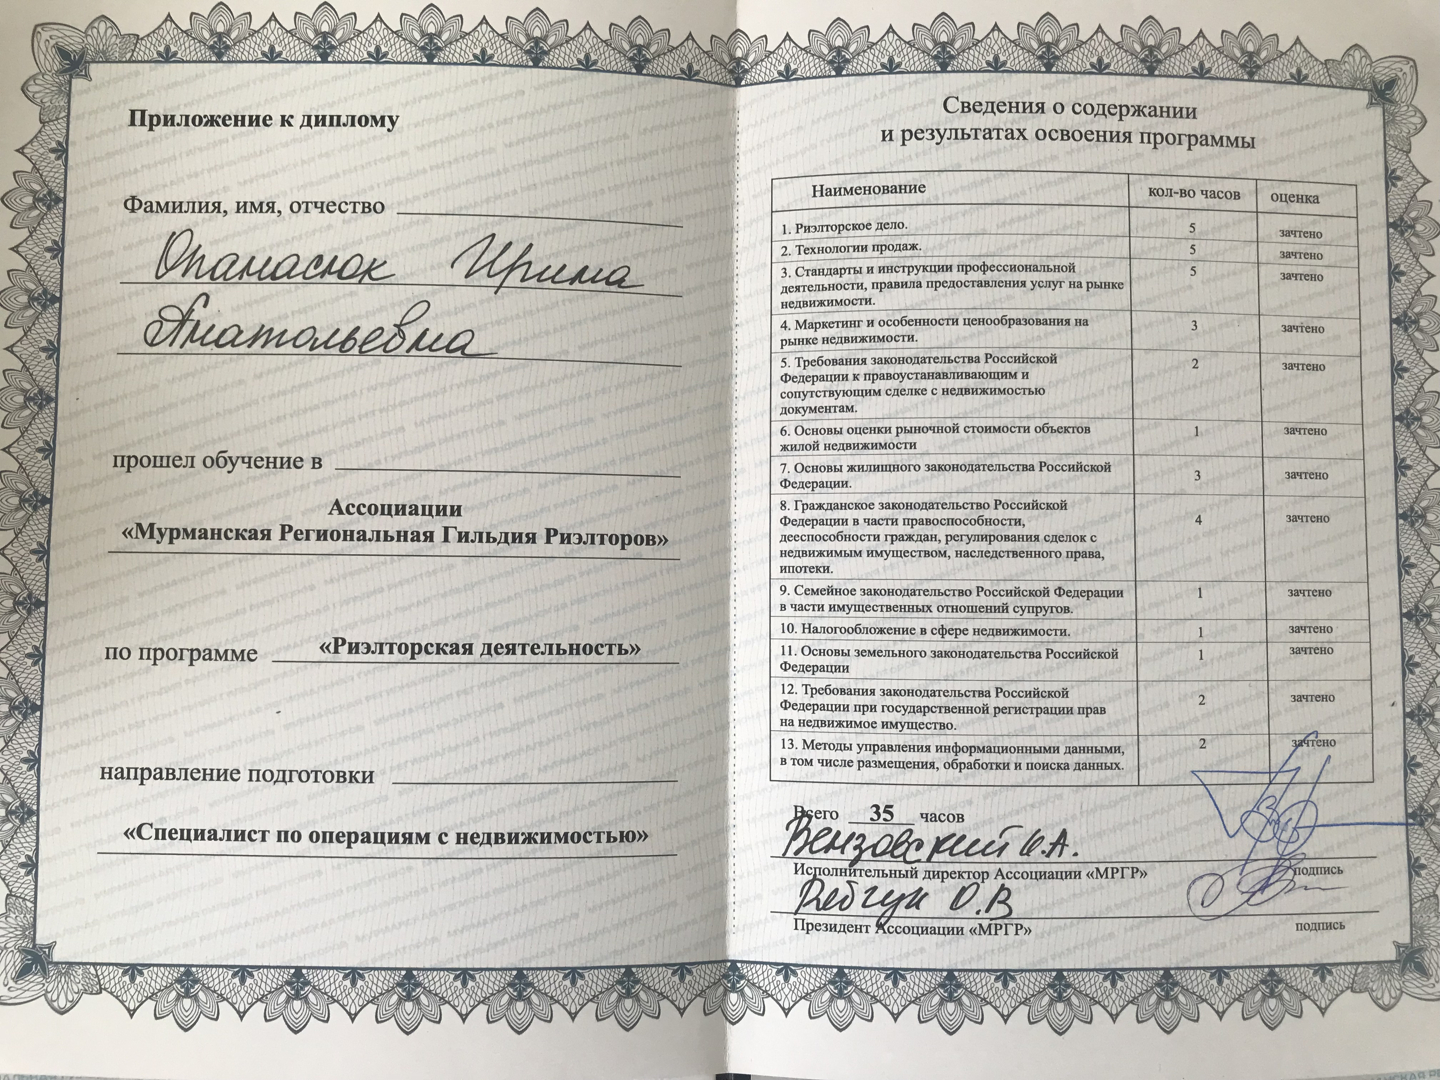 Приложение к диплому
Фамилия, имя, отчество
Опанасюк Ирина
Анатольевна
прошел обучение в
Ассоциации
«Мурманская Региональная Гильдия Риэлторов»
по программе «Риэлторская деятельность»
направление подготовки
«Специалист по операциям с недвижимостью»
Сведения о содержании
и результатах освоения программы
Наименование кол-во часов оценка
1. Риэлторское дело. 5 зачтено
2. Технологии продаж. 5 зачтено
3. Стандарты и инструкции профессиональной 5 зачтено
деятельности, правила предоставления услуг на рынке
недвижимости.
4. Маркетинг и особенности ценообразования на 3 зачтено
рынке недвижимости.
5. Требования законодательства Российской 2 зачтено
Федерации к правоустанавливающим и
сопутствующим сделке с недвижимостью
документам.
6. Основы оценки рыночной стоимости объектов 1 зачтено
жилой недвижимости
7. Основы жилищного законодательства Российской 3 зачтено
Федерации.
8. Гражданское законодательство Российской 4 зачтено
Федерации в части правоспособности,
дееспособности граждан, регулирования сделок с
недвижимым имуществом, наследственного права,
ипотеки.
9. Семейное законодательство Российской Федерации 1 зачтено
в части имущественных отношений супругов.
10. Налогообложение в сфере недвижимости. 1 зачтено
11. Основы земельного законодательства Российской 1 зачтено
Федерации
12. Требования законодательства Российской 2 зачтено
Федерации при государственной регистрации прав
на недвижимое имущество.
13. Методы управления информационными данными, 2 зачтено
в том числе размещения, обработки и поиска данных.
Всего 35 часов
Вензовский И.А.
Исполнительный директор Ассоциации «МРГР» подпись
О.В
Президент Ассоциации «МРГР» подпись